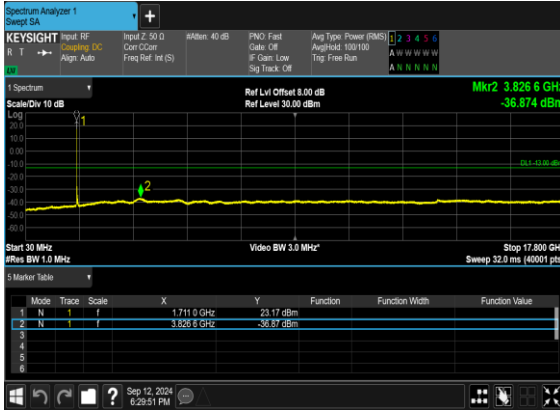 Spectrum Analyzer 1
Swept SA
+
KEYSIGHT Input: RF Input Z: 50 Ω #Atten: 40 dB PNO: Fast Avg Type: Power (RMS) 1 2 3 4 5 6
R T Coupling: DC Corr CCorr Gate: Off Avg|Hold: 100/100 A W W W W W
Align: Auto Freq Ref: Int (S) IF Gain: Low Trig: Free Run
Sig Track: Off A N N N N N
1 Spectrum Ref Lvl Offset 8.00 dB Mkr2 3.826 6 GHz
Scale/Div 10 dB Ref Level 30.00 dBm -36.874 dBm
Log
20.0
10.0
0.00
-10.0 DL1 -13.00 dBm
-20.0
-30.0
-40.0
-50.0
-60.0
1
2
Start 30 MHz Video BW 3.0 MHz* Stop 17.800 GHz
#Res BW 1.0 MHz Sweep 32.0 ms (40001 pts)
5 Marker Table
Mode Trace Scale X Y Function Function Width Function Value
1 N 1 f 1.711 0 GHz 23.17 dBm
2 N 1 f 3.826 6 GHz -36.87 dBm
3
4
5
6
? Sep 12, 2024
6:29:51 PM